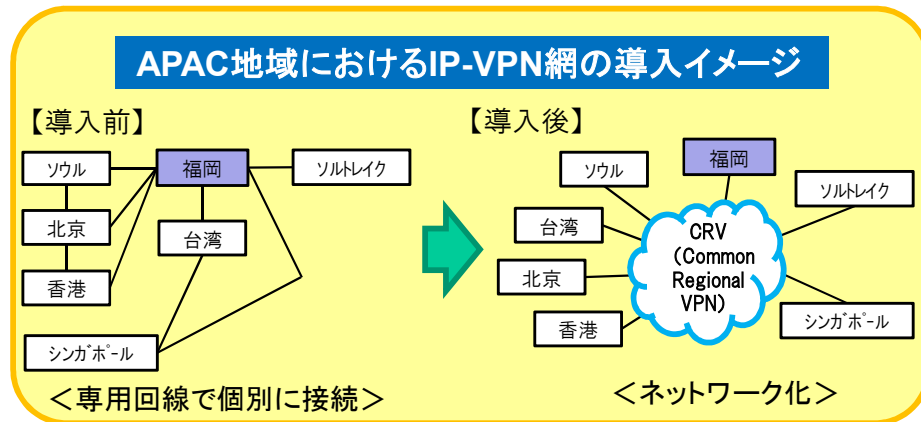 APAC地域におけるIP-VPN網の導入イメージ
【導入前】
ソウル
福岡
ソルトレイク
北京
台湾
香港
シンガポール
＜専用回線で個別に接続＞
【導入後】
福岡
ソウル
ソルトレイク
台湾
CRV
（Common
Regional
VPN）
北京
香港
シンガポール
＜ネットワーク化＞